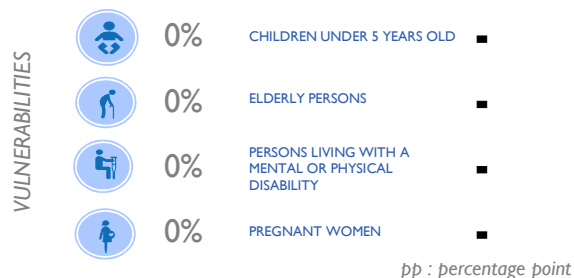 VULNERABILITIES
0% CHILDREN UNDER 5 YEARS OLD -
0% ELDERLY PERSONS -
0% PERSONS LIVING WITH A
MENTAL OR PHYSICAL
DISABILITY -
0% PREGNANT WOMEN -
pp : percentage point